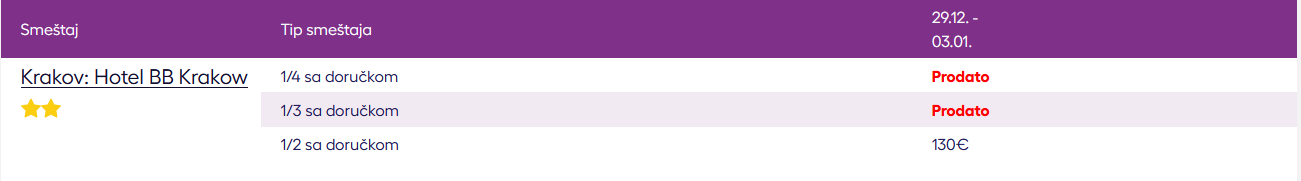 Smeštaj
Tip smeštaja
29.12. -
03.01.
Krakov: Hotel BB Krakow
1/4 sa doručkom
Prodato
1/3 sa doručkom
Prodato
1/2 sa doručkom
130€